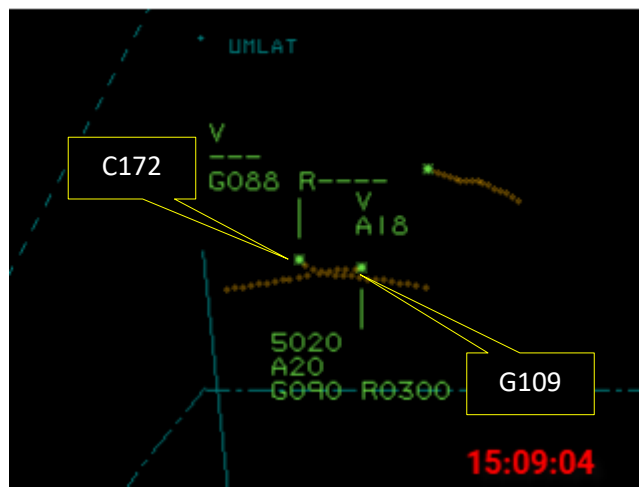 UMLAT
V
---
G088 R----
V
A18
C172
5020
A20
G090 R0300
G109
15:09:04